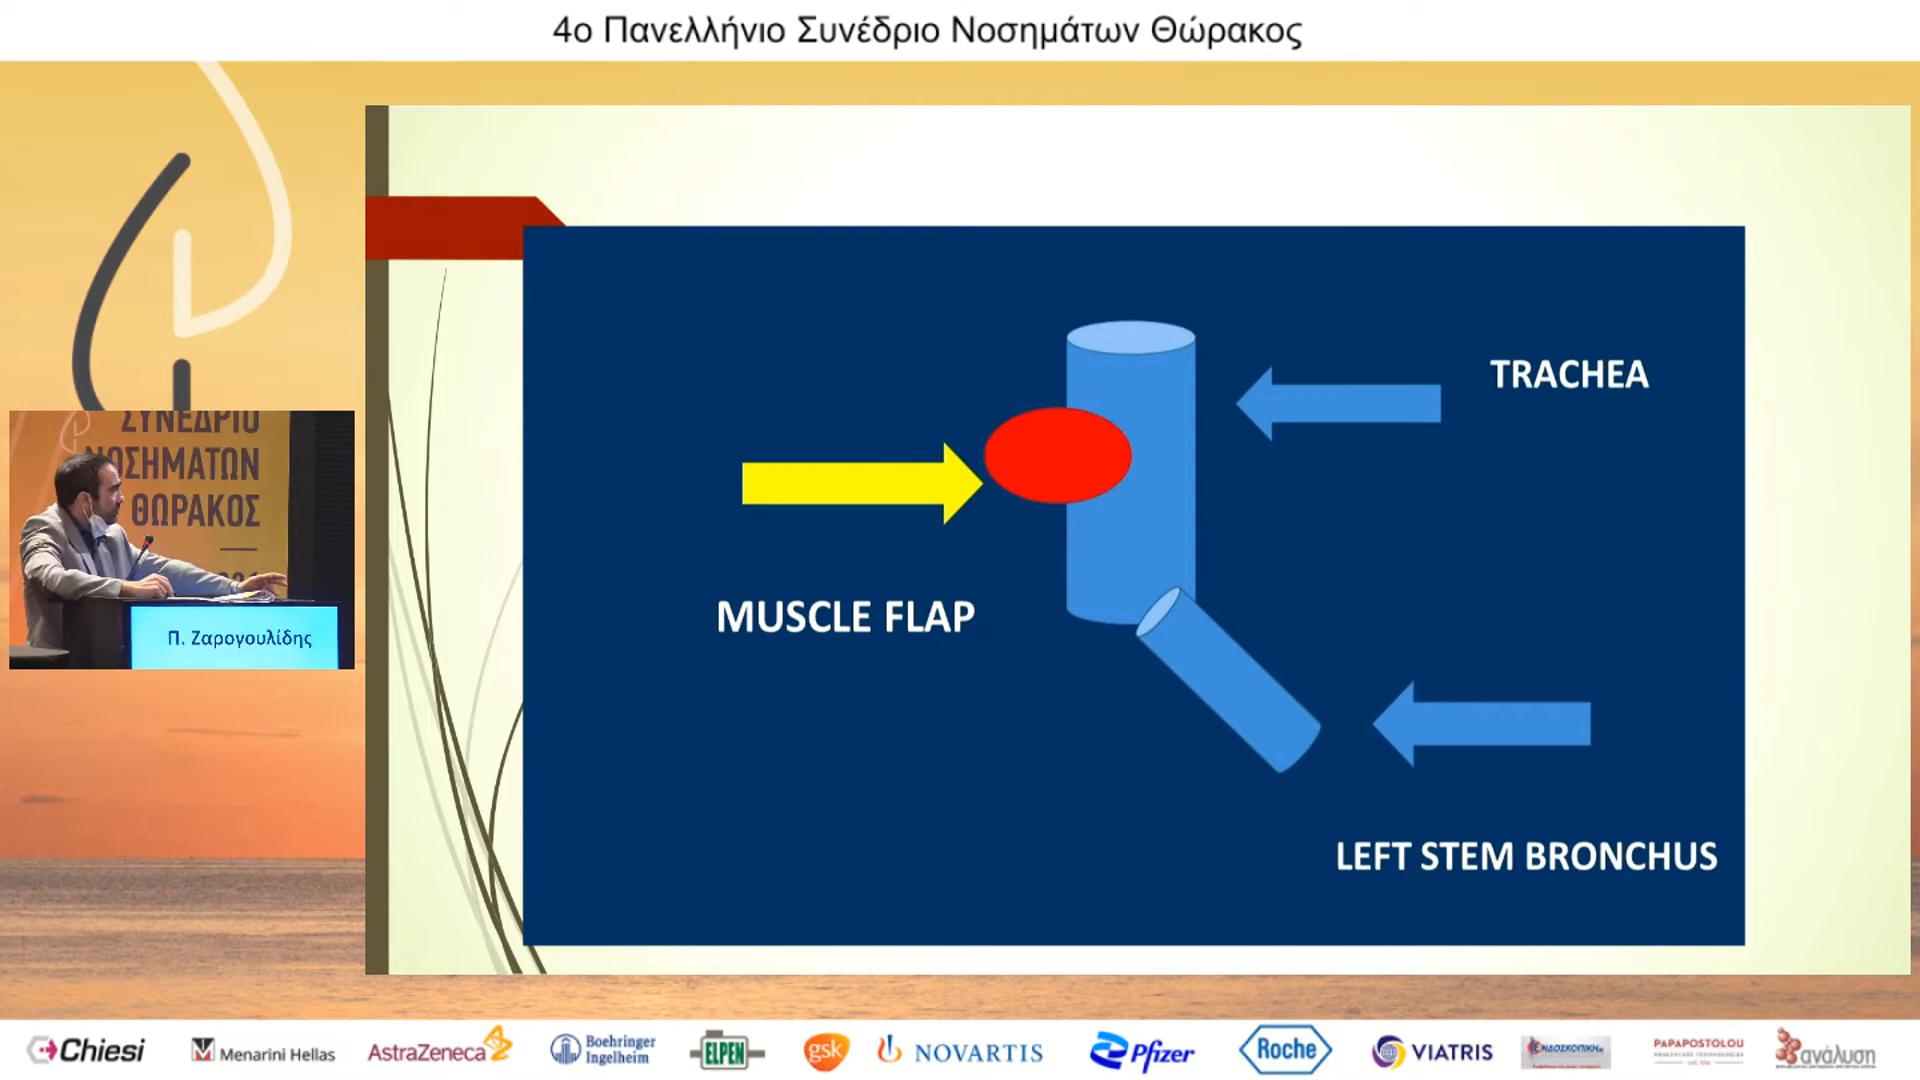 4ο Πανελλήνιο Συνέδριο Νοσημάτων Θώρακος
ΣΥΝΕΔΡΙΟ
ΝΟΣΗΜΑΤΩΝ
ΘΩΡΑΚΟΣ
Π. Ζαρογουλίδης
TRACHEA
MUSCLE FLAP
LEFT STEM BRONCHUS
Chiesi
Menarini Hellas
AstraZeneca
Boehringer
Ingelheim
ELPEN
gsk
NOVARTIS
Pfizer
Roche
VIATRIS
ΕΝΔΟΣΚΟΠΙΚΗ
PAPAPOSTOLOU
ανάλυση